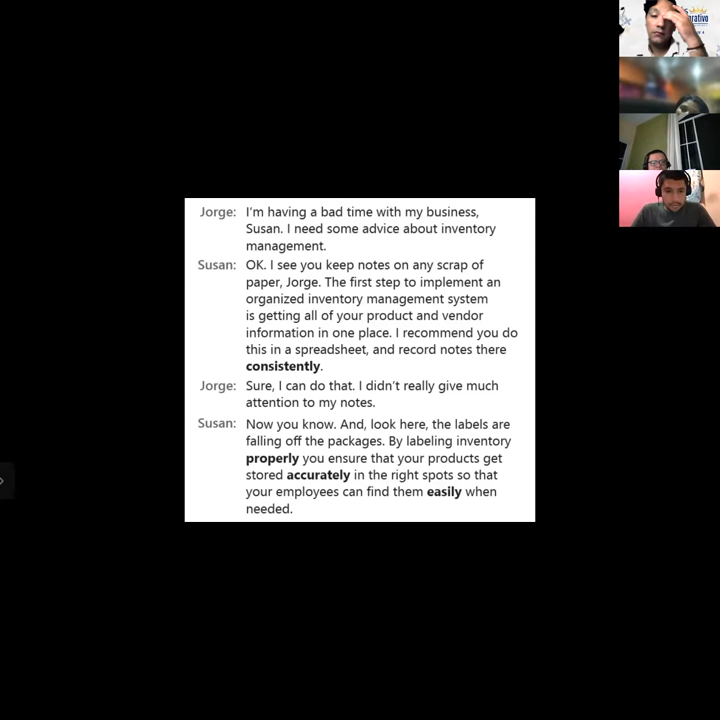 Jorge: I'm having a bad time with my business,
Susan. I need some advice about inventory
management.
Susan: OK. I see you keep notes on any scrap of
paper, Jorge. The first step to implement an
organized inventory management system
is getting all of your product and vendor
information in one place. I recommend you do
this in a spreadsheet, and record notes there
consistently.
Jorge: Sure, I can do that. I didn't really give much
attention to my notes.
Susan: Now you know. And, look here, the labels are
falling off the packages. By labeling inventory
properly you ensure that your products get
stored accurately in the right spots so that
your employees can find them easily when
needed.